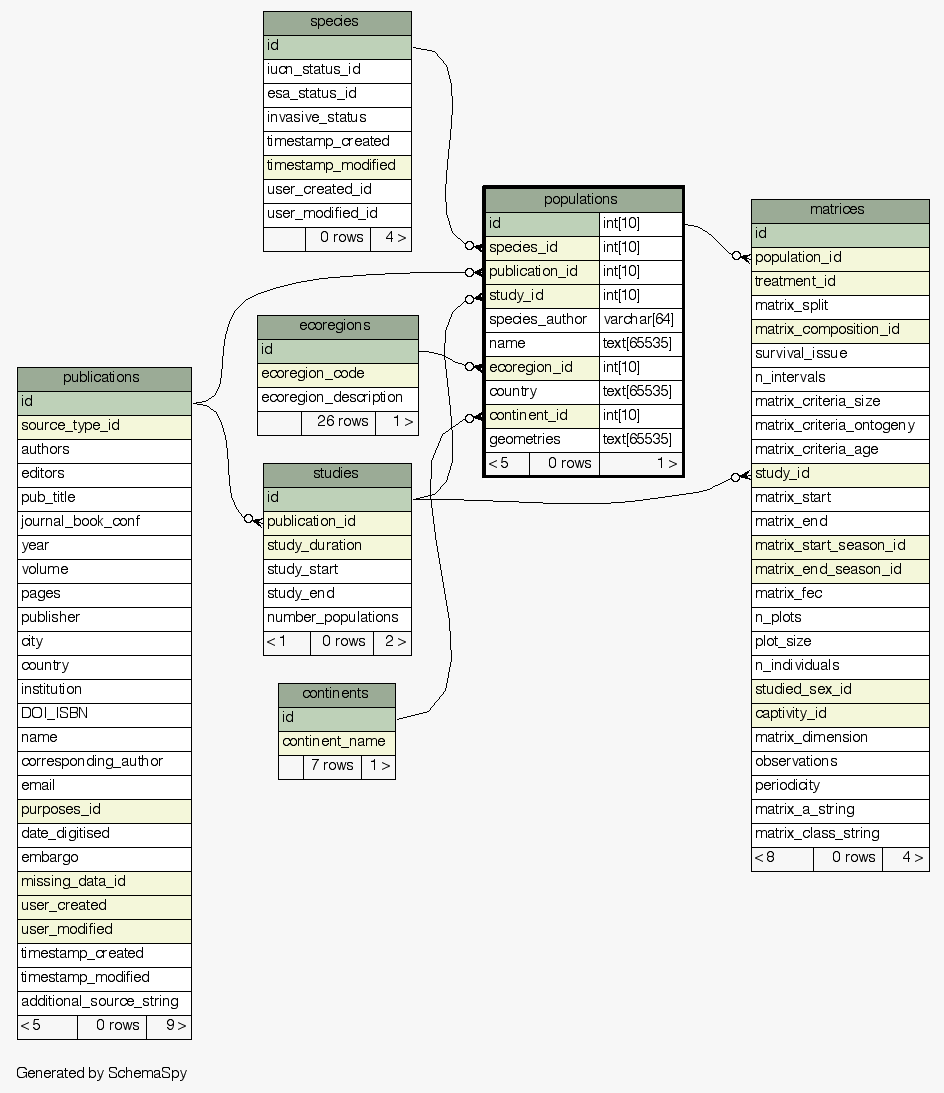 species
id
iucn_status_id
esa_status_id
invasive_status
timestamp_created
timestamp_modified
user_created_id
user_modified_id
0 rows 4 >
populations
id int[10]
species_id int[10]
publication_id int[10]
study_id int[10]
species_author varchar[64]
name text[65535]
ecoregion_id int[10]
country text[65535]
continent_id int[10]
geometries text[65535]
< 5 0 rows 1 >
matrices
id
population_id
treatment_id
matrix_split
matrix_composition_id
survival_issue
n_intervals
matrix_criteria_size
matrix_criteria_ontogeny
matrix_criteria_age
study_id
matrix_start
matrix_end
matrix_start_season_id
matrix_end_season_id
matrix_fec
n_plots
plot_size
n_individuals
studied_sex_id
captivity_id
matrix_dimension
observations
periodicity
matrix_a_string
matrix_class_string
< 8 0 rows 4 >
ecoregions
id
ecoregion_code
ecoregion_description
26 rows 1 >
publications
id
source_type_id
authors
editors
pub_title
journal_book_conf
year
volume
pages
publisher
city
country
institution
DOI_ISBN
name
corresponding_author
email
purposes_id
date_digitised
embargo
missing_data_id
user_created
user_modified
timestamp_created
timestamp_modified
additional_source_string
< 5 0 rows 9 >
studies
id
publication_id
study_duration
study_start
study_end
number_populations
< 1 0 rows 2 >
continents
id
continent_name
7 rows 1 >
Generated by SchemaSpy